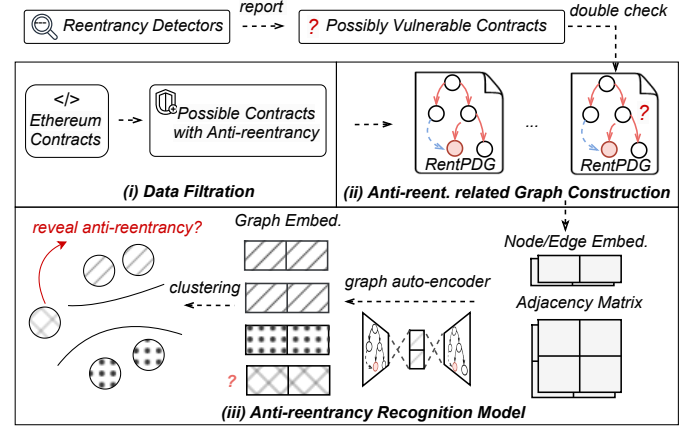 Reentrancy Detectors
report
? Possibly Vulnerable Contracts
double check
</>
Ethereum
Contracts
Possible Contracts
with Anti-reentrancy
(i) Data Filtration
RentPDG
...
?
RentPDG
(ii) Anti-reent. related Graph Construction
reveal anti-reentrancy?
clustering
Graph Embed.
?
graph auto-encoder
Node/Edge Embed.
Adjacency Matrix
(iii) Anti-reentrancy Recognition Model